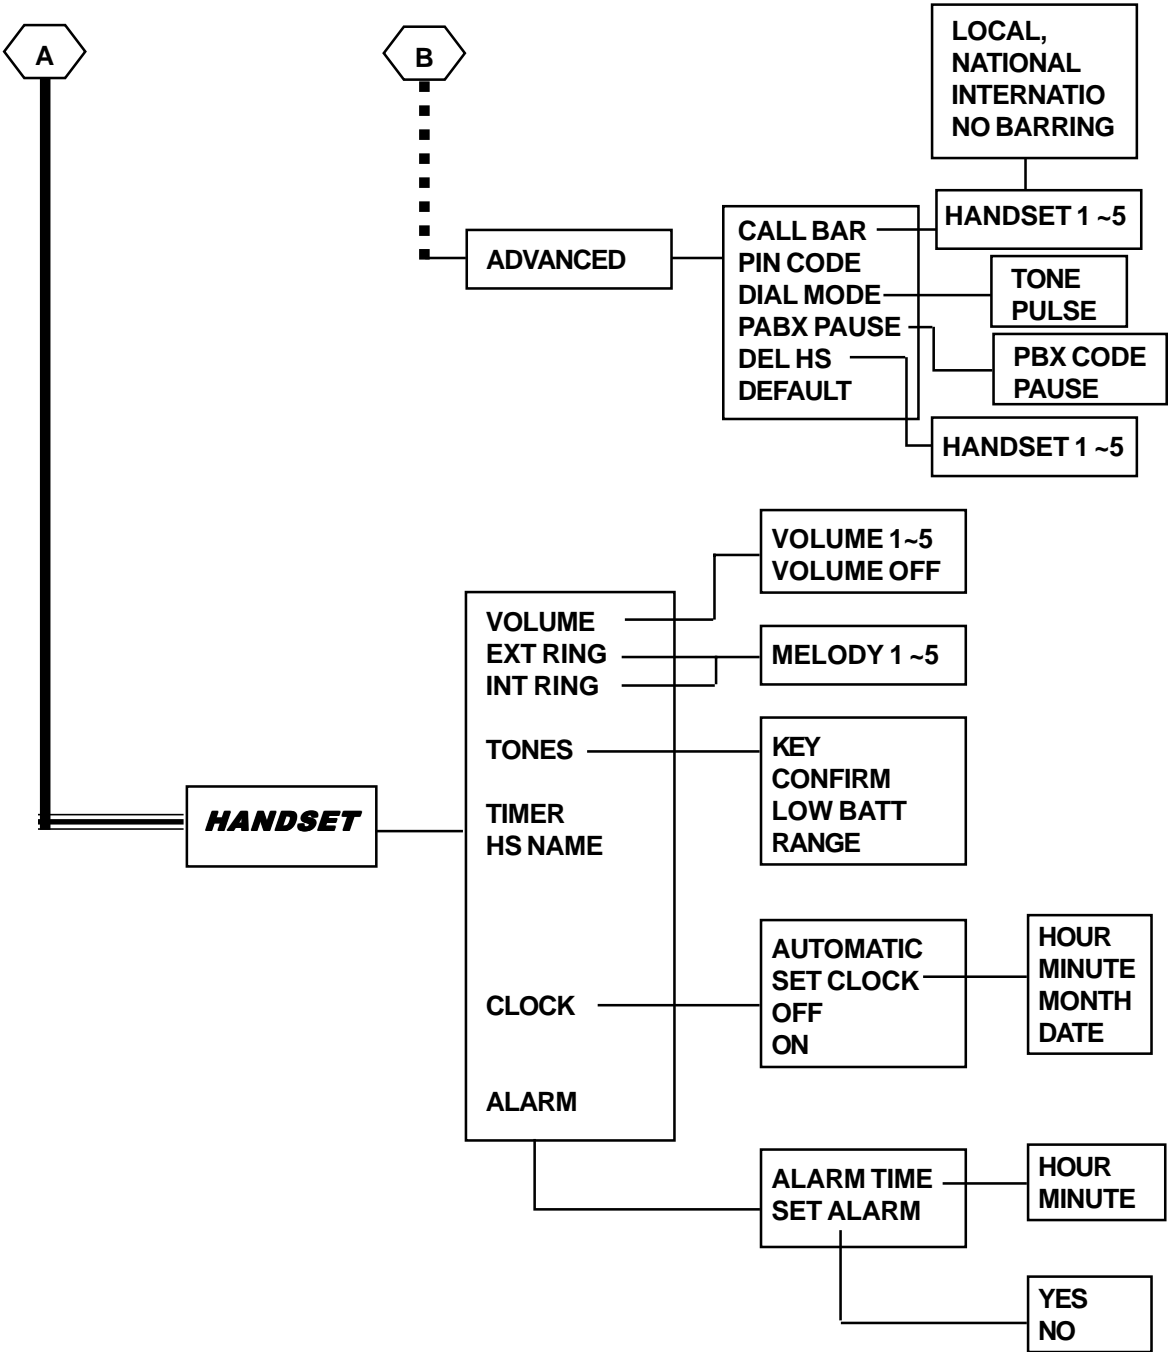 A
B
LOCAL,
NATIONAL
INTERNATIO
NO BARRING
HANDSET 1 ~5
ADVANCED
CALL BAR
PIN CODE
DIAL MODE
PABX PAUSE
DEL HS
DEFAULT
TONE
PULSE
PBX CODE
PAUSE
HANDSET 1 ~5
VOLUME 1~5
VOLUME OFF
VOLUME
EXT RING
INT RING
MELODY 1 ~5
TONES
KEY
CONFIRM
LOW BATT
RANGE
HANDSET
TIMER
HS NAME
CLOCK
AUTOMATIC
SET CLOCK
OFF
ON
HOUR
MINUTE
MONTH
DATE
ALARM
ALARM TIME
SET ALARM
HOUR
MINUTE
YES
NO